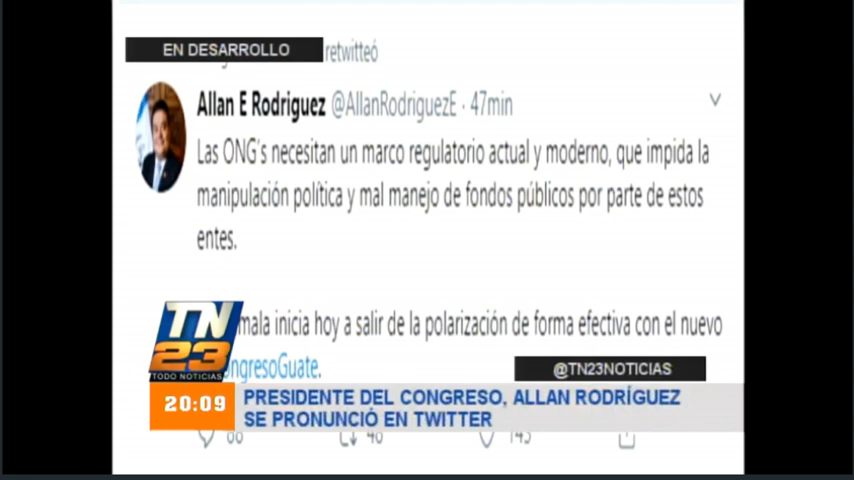 EN DESARROLLO
retwitteó
Allan E Rodriguez @AllanRodriguezE · 47min
Las ONG's necesitan un marco regulatorio actual y moderno, que impida la
manipulación política y mal manejo de fondos públicos por parte de estos
entes.
mala inicia hoy a salir de la polarización de forma efectiva con el nuevo
ongresoGuate.
TN
23
TODO NOTICIAS
@TN23NOTICIAS
20:09
PRESIDENTE DEL CONGRESO, ALLAN RODRÍGUEZ
SE PRONUNCIÓ EN TWITTER